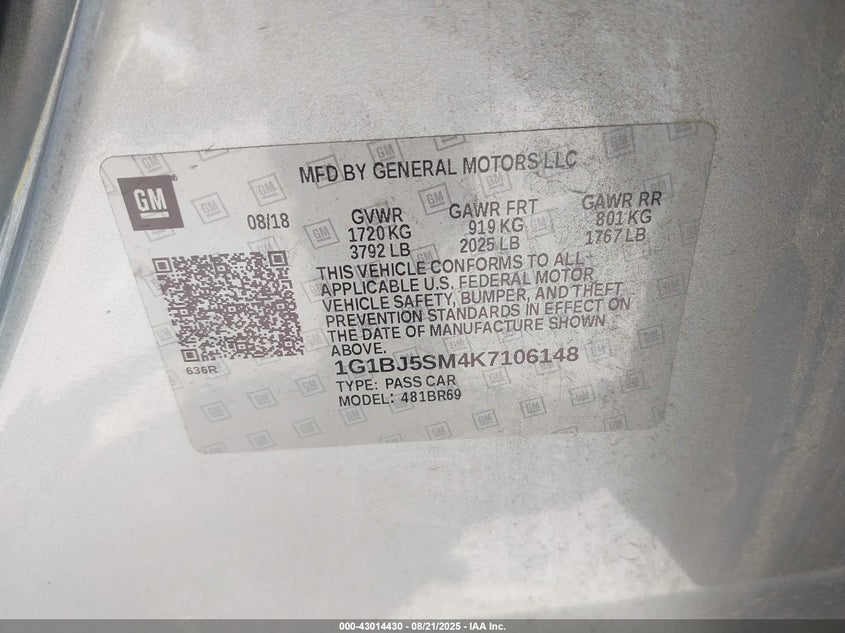 MFD BY GENERAL MOTORS LLC
GM
08/18
GVWR
1720 KG
3792 LB
GAWR FRT
919 KG
2025 LB
GAWR RR
801 KG
1767 LB
THIS VEHICLE CONFORMS TO ALL
APPLICABLE U.S. FEDERAL MOTOR
VEHICLE SAFETY, BUMPER, AND THEFT
PREVENTION STANDARDS IN EFFECT ON
THE DATE OF MANUFACTURE SHOWN
ABOVE.
636R
1G1BJ5SM4K7106148
TYPE: PASS CAR
MODEL: 481BR69
000-43014430 - 08/21/2025 - IAA Inc.